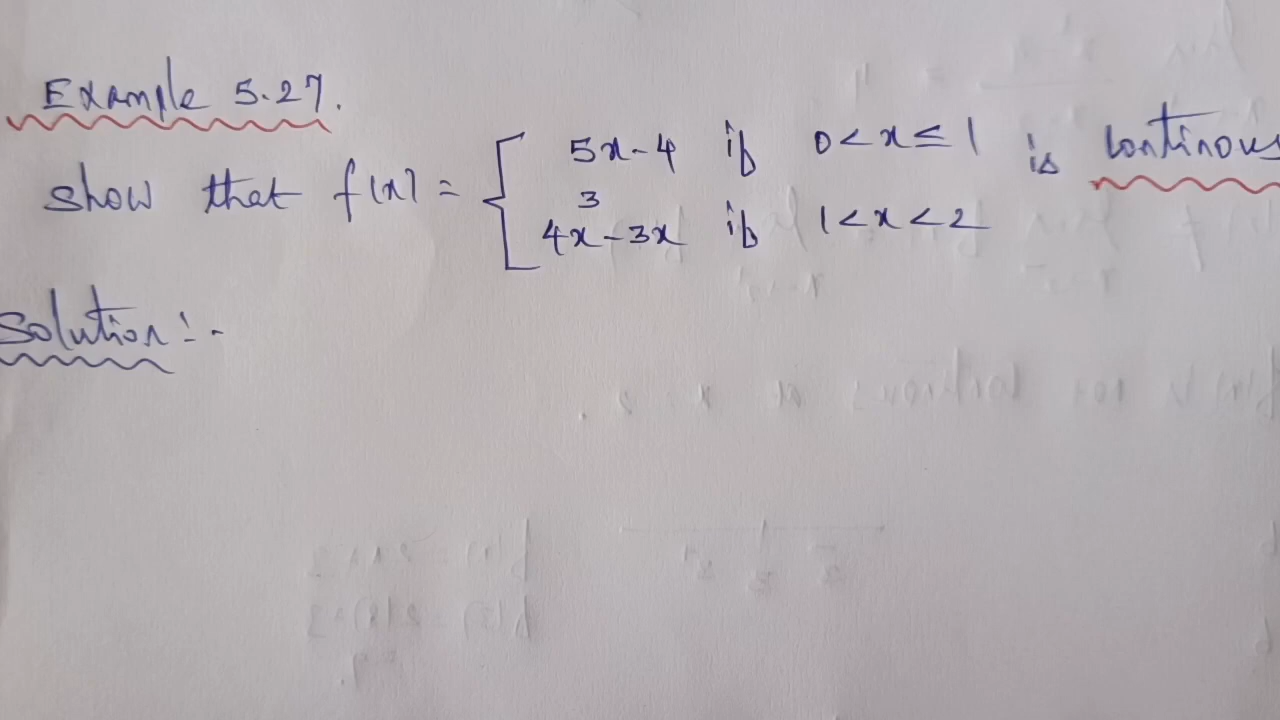 Example 5.27.
show that f(x) = { 5x-4 if 0<x≤1 is continous
4x³-3x if 1<x<2
Solution:-